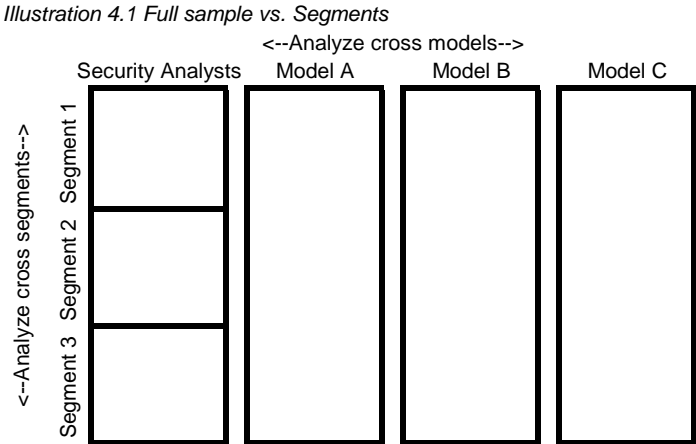 Illustration 4.1 Full sample vs. Segments
<--Analyze cross models-->
Security Analysts Model A Model B Model C
<--Analyze cross segments-->
Segment 1
Segment 2
Segment 3